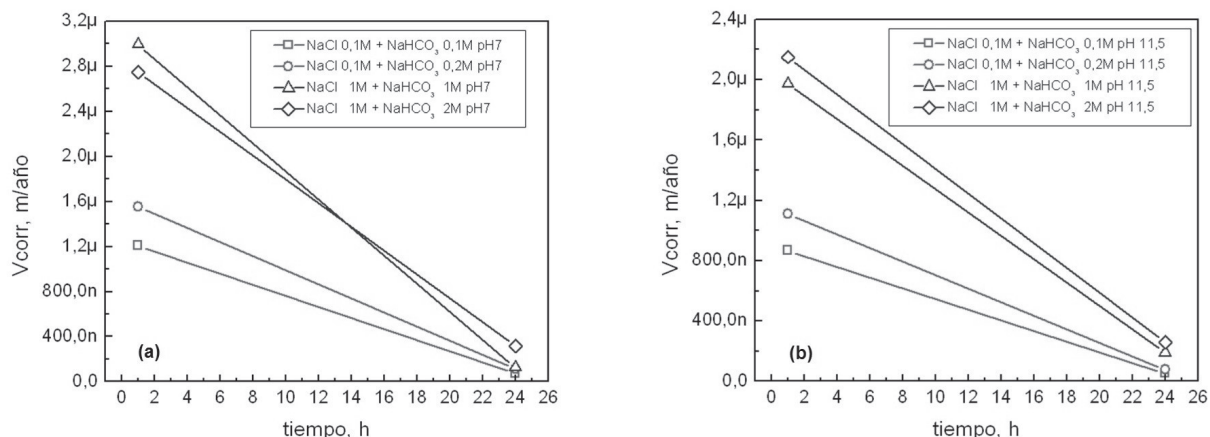 3,2µ
2,8µ
2,4µ
2,0µ
1,6µ
1,2µ
800,0n
400,0n
0,0
Vcorr, m/año
NaCl 0,1M + NaHCO₃ 0,1M pH7
NaCl 0,1M + NaHCO₃ 0,2M pH7
NaCl 1M + NaHCO₃ 1M pH7
NaCl 1M + NaHCO₃ 2M pH7
(a)
0 2 4 6 8 10 12 14 16 18 20 22 24 26
tiempo, h
2,4µ
2,0µ
1,6µ
1,2µ
800,0n
400,0n
0,0
Vcorr, m/año
NaCl 0,1M + NaHCO₃ 0,1M pH 11,5
NaCl 0,1M + NaHCO₃ 0,2M pH 11,5
NaCl 1M + NaHCO₃ 1M pH 11,5
NaCl 1M + NaHCO₃ 2M pH 11,5
(b)
0 2 4 6 8 10 12 14 16 18 20 22 24 26
tiempo, h